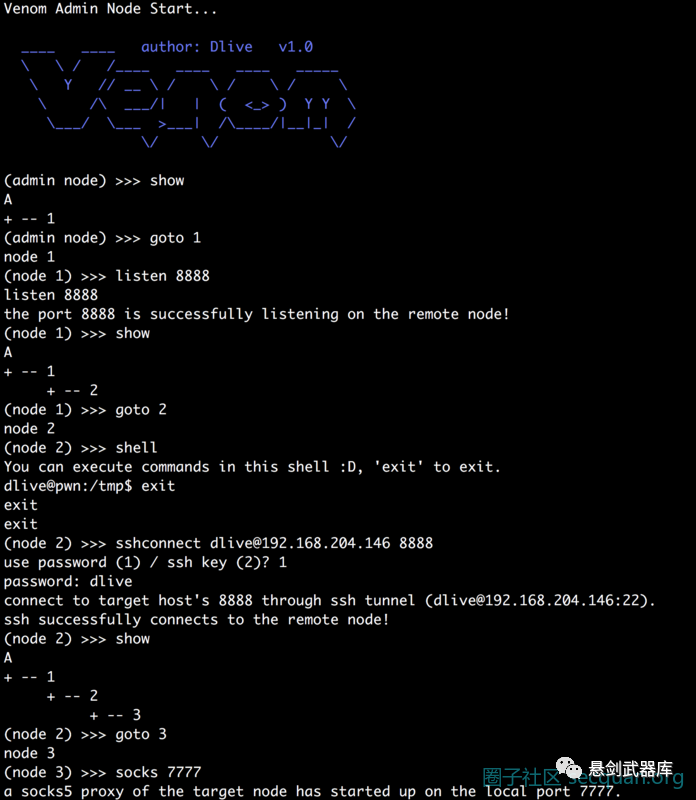 Venom Admin Node Start...
author: Dlive v1.0
(admin node) >>> show
A
+ -- 1
(admin node) >>> goto 1
node 1
(node 1) >>> listen 8888
listen 8888
the port 8888 is successfully listening on the remote node!
(node 1) >>> show
A
+ -- 1
     + -- 2
(node 1) >>> goto 2
node 2
(node 2) >>> shell
You can execute commands in this shell :D, 'exit' to exit.
dlive@pwn:/tmp$ exit
exit
exit
(node 2) >>> sshconnect dlive@192.168.204.146 8888
use password (1) / ssh key (2)? 1
password: dlive
connect to target host's 8888 through ssh tunnel (dlive@192.168.204.146:22).
ssh successfully connects to the remote node!
(node 2) >>> show
A
+ -- 1
     + -- 2
          + -- 3
(node 2) >>> goto 3
node 3
(node 3) >>> socks 7777
a socks5 proxy of the target node has started up on the local port 7777.
圈子社区 secquan.org
悬剑武器库